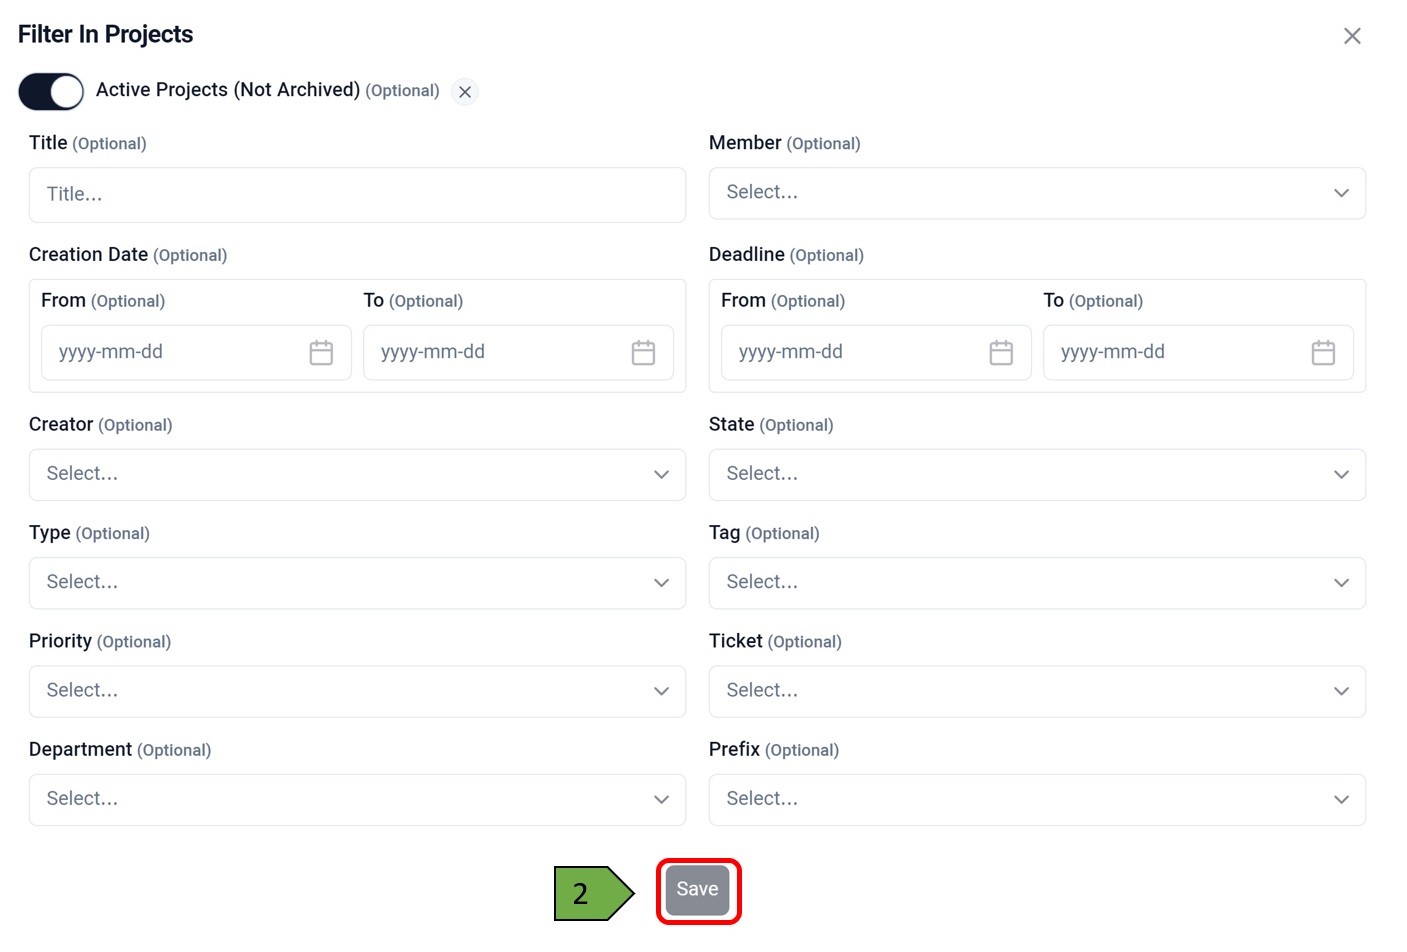 Filter In Projects
Active Projects (Not Archived) (Optional)
Title (Optional)
Title...
Member (Optional)
Select...
Creation Date (Optional)
From (Optional)
yyyy-mm-dd
To (Optional)
yyyy-mm-dd
Deadline (Optional)
From (Optional)
yyyy-mm-dd
To (Optional)
yyyy-mm-dd
Creator (Optional)
Select...
State (Optional)
Select...
Type (Optional)
Select...
Tag (Optional)
Select...
Priority (Optional)
Select...
Ticket (Optional)
Select...
Department (Optional)
Select...
Prefix (Optional)
Select...
2
Save